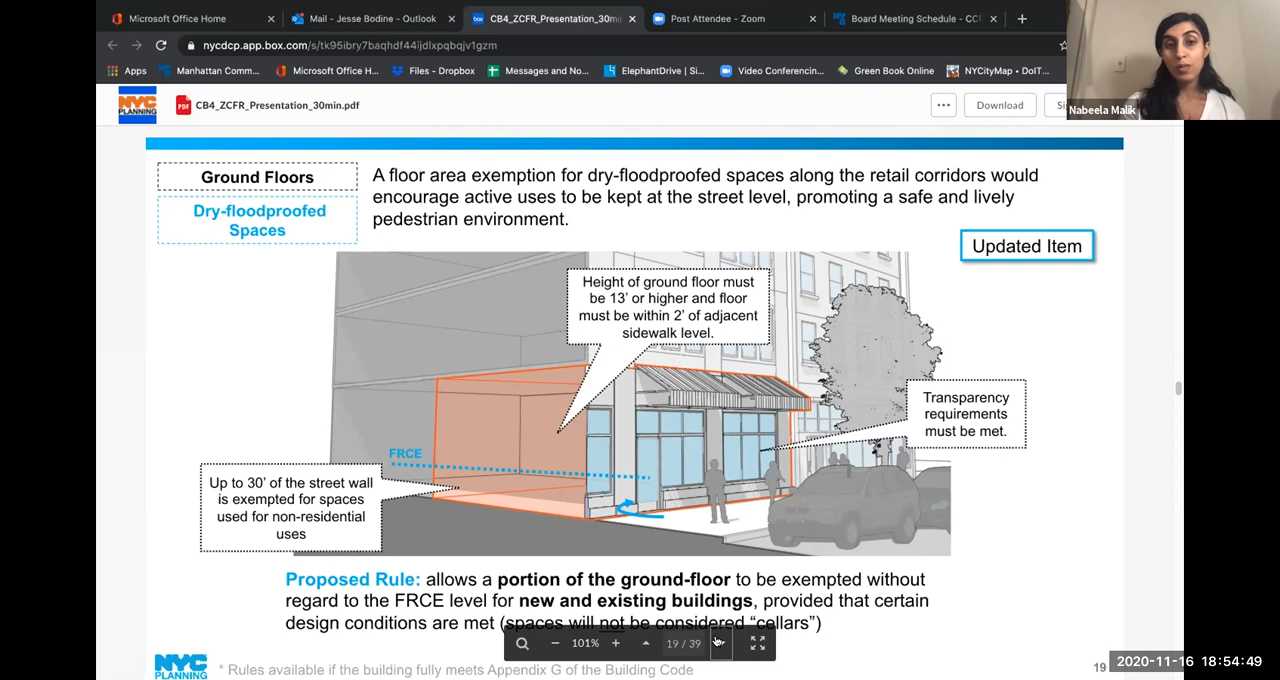 Microsoft Office Home
Mail - Jesse Bodine - Outlook
CB4_ZCFR_Presentation_30mi
Post Attendee - Zoom
Board Meeting Schedule - CCF
nycdcp.app.box.com/s/tk95ibry7baqhdf44ijdlxpqbqjv1gzm
Apps
Manhattan Comm...
Microsoft Office H...
Files - Dropbox
Messages and No...
ElephantDrive | Si...
Video Conferencin...
Green Book Online
NYCityMap • DoIT...
Nabeela Malik
NYC
PLANNING
PDF
CB4_ZCFR_Presentation_30min.pdf
Download
Ground Floors
Dry-floodproofed
Spaces
A floor area exemption for dry-floodproofed spaces along the retail corridors would
encourage active uses to be kept at the street level, promoting a safe and lively
pedestrian environment.
Updated Item
Height of ground floor must
be 13' or higher and floor
must be within 2' of adjacent
sidewalk level.
Transparency
requirements
must be met.
FRCE
Up to 30' of the street wall
is exempted for spaces
used for non-residential
uses
Proposed Rule: allows a portion of the ground-floor to be exempted without
regard to the FRCE level for new and existing buildings, provided that certain
design conditions are met (spaces will not be considered "cellars")
101%
19 / 39
NYC
PLANNING
* Rules available if the building fully meets Appendix G of the Building Code
19
2020-11-16 18:54:49